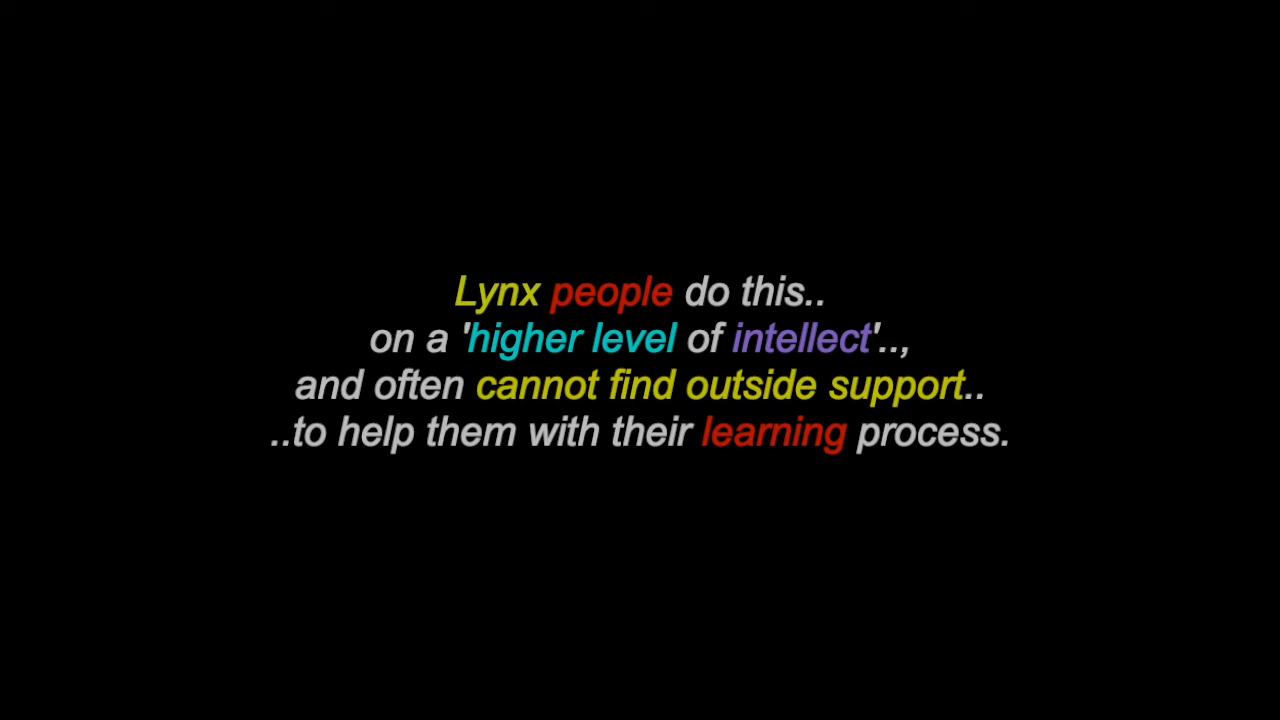 Lynx people do this..
on a 'higher level of intellect'..,
and often cannot find outside support..
..to help them with their learning process.